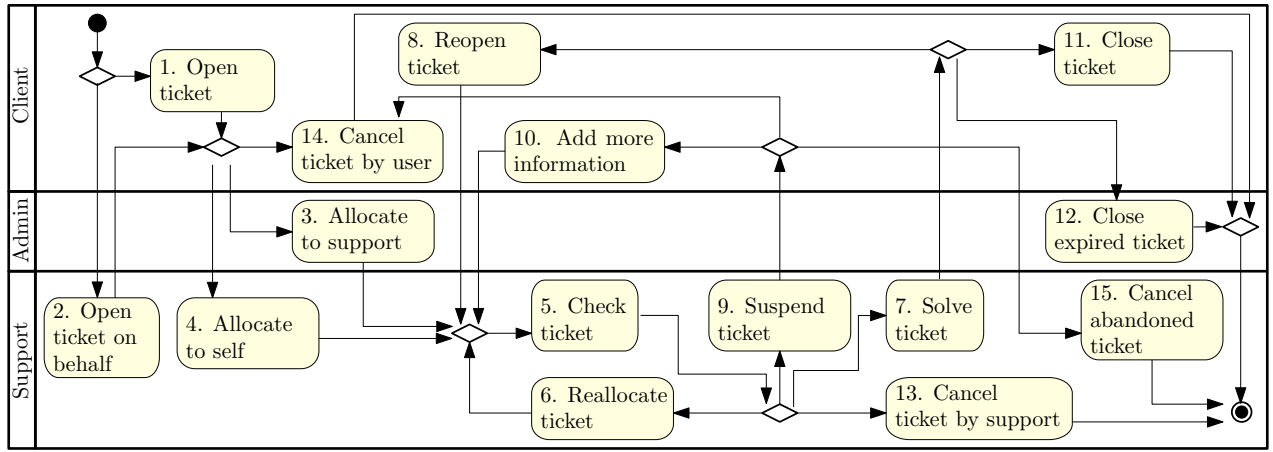 Client
8. Reopen
ticket
11. Close
ticket
1. Open
ticket
14. Cancel
ticket by user
10. Add more
information
Admin
3. Allocate
to support
12. Close
expired ticket
Support
2. Open
ticket on
behalf
4. Allocate
to self
5. Check
ticket
9. Suspend
ticket
7. Solve
ticket
15. Cancel
abandoned
ticket
6. Reallocate
ticket
13. Cancel
ticket by support